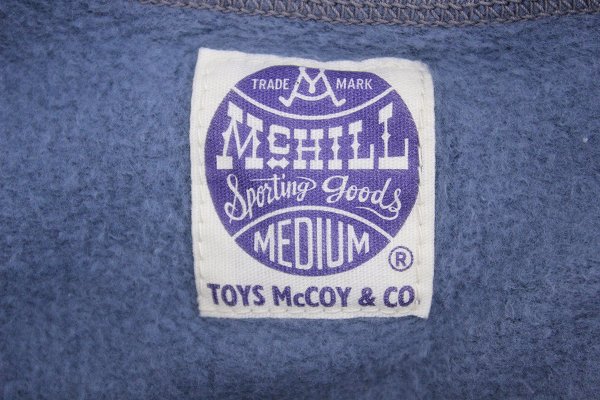 TRADE M MARK
McHILL
Sporting Goods
MEDIUM
®
TOYS McCOY & CO